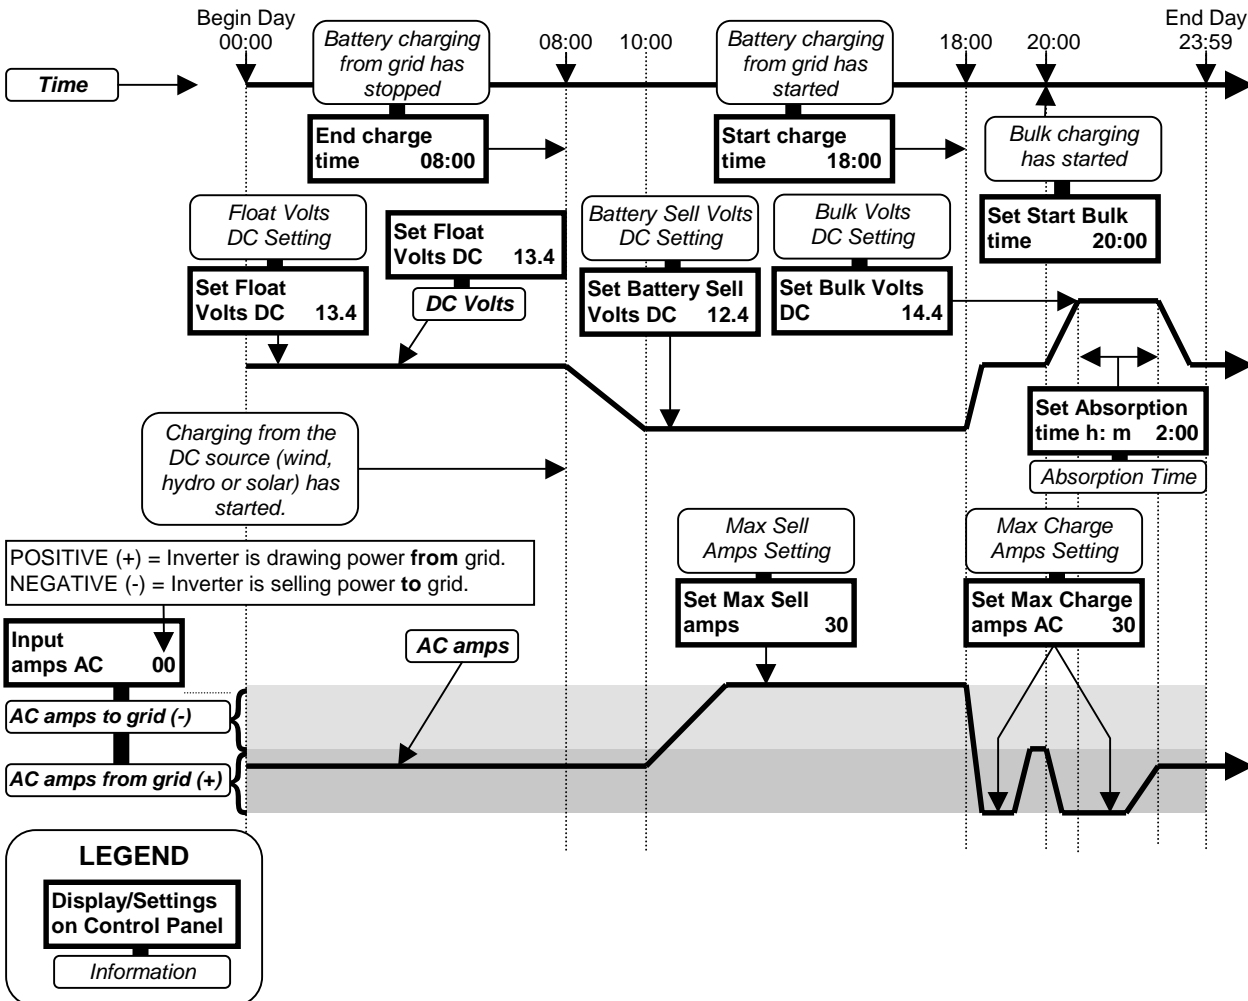 Begin Day
00:00
08:00
10:00
18:00
20:00
End Day
23:59
Time
Battery charging
from grid has
stopped
End charge
time 08:00
Battery charging
from grid has
started
Start charge
time 18:00
Bulk charging
has started
Set Start Bulk
time 20:00
Float Volts
DC Setting
Set Float
Volts DC 13.4
Set Float
Volts DC 13.4
DC Volts
Battery Sell Volts
DC Setting
Set Battery Sell
Volts DC 12.4
Bulk Volts
DC Setting
Set Bulk Volts
DC 14.4
Set Absorption
time h: m 2:00
Absorption Time
Charging from the
DC source (wind,
hydro or solar) has
started.
POSITIVE (+) = Inverter is drawing power from grid.
NEGATIVE (-) = Inverter is selling power to grid.
Input
amps AC 00
AC amps
Max Sell
Amps Setting
Set Max Sell
amps 30
Max Charge
Amps Setting
Set Max Charge
amps AC 30
AC amps to grid (-)
AC amps from grid (+)
LEGEND
Display/Settings
on Control Panel
Information